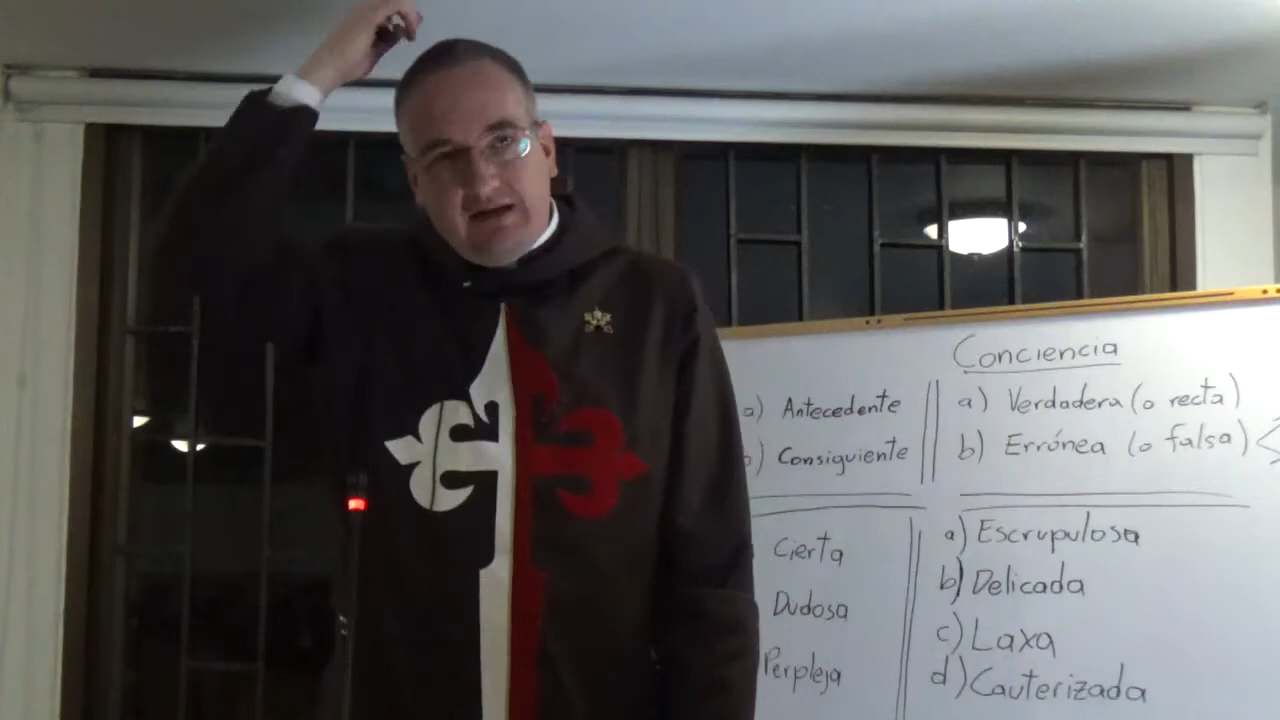 Conciencia
a) Antecedente
b) Consiguiente
a) Verdadera (o recta)
b) Errónea (o falsa)
Cierta
Dudosa
Perpleja
a) Escrupulosa
b) Delicada
c) Laxa
d) Cauterizada